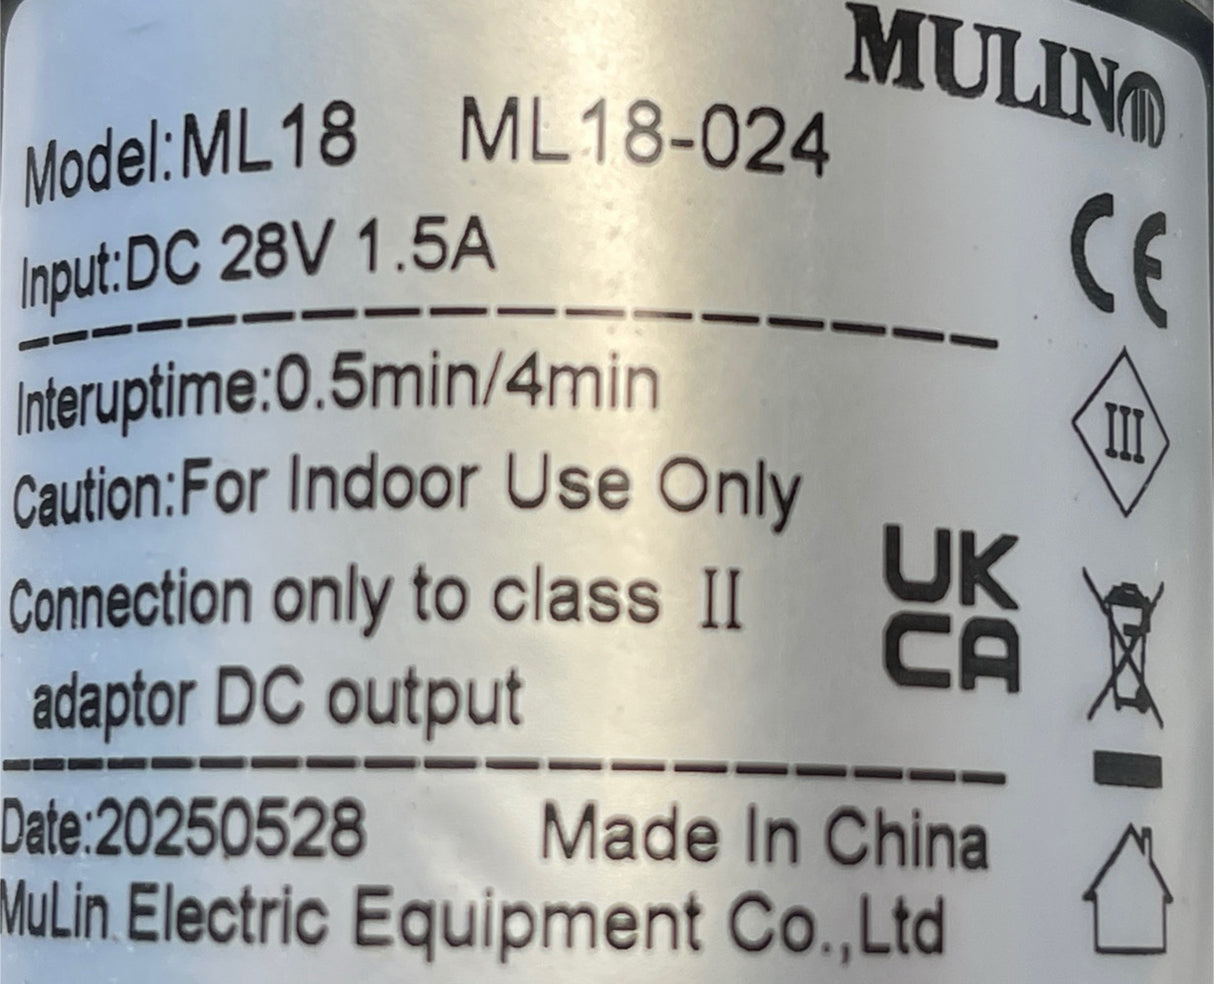 MULIN
Model:ML18 ML18-024
Input:DC 28V 1.5A
Interuptime:0.5min/4min
Caution:For Indoor Use Only
Connection only to class II
adaptor DC output
Date:20250528 Made In China
MuLin Electric Equipment Co.,Ltd
CE
III
UK
CA